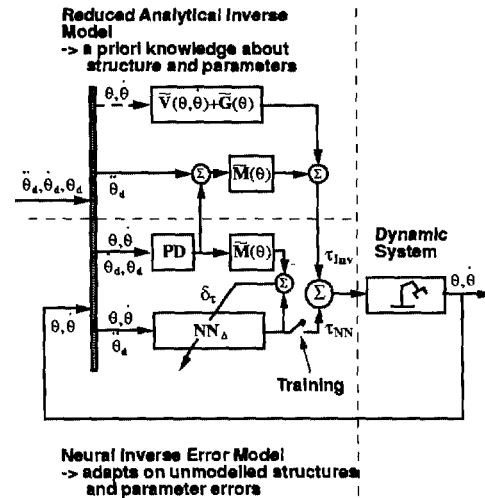 Reduced Analytical Inverse
Model
-> a priori knowledge about
structure and parameters
θ,θ̇
V̄(θ,θ̇)+Ḡ(θ)
θ̈d,θ̇d,θd
θ̈d
Σ
M̄(θ)
Σ
θ,θ̇
θ̇d,θd
PD
M̄(θ)
τInv
Dynamic
System
δτ
Σ
Σ
θ,θ̇
θ,θ̇
θ,θ̇
θ̈d
NNΔ
τNN
Training
Neural Inverse Error Model
-> adapts on unmodelled structures
and parameter errors